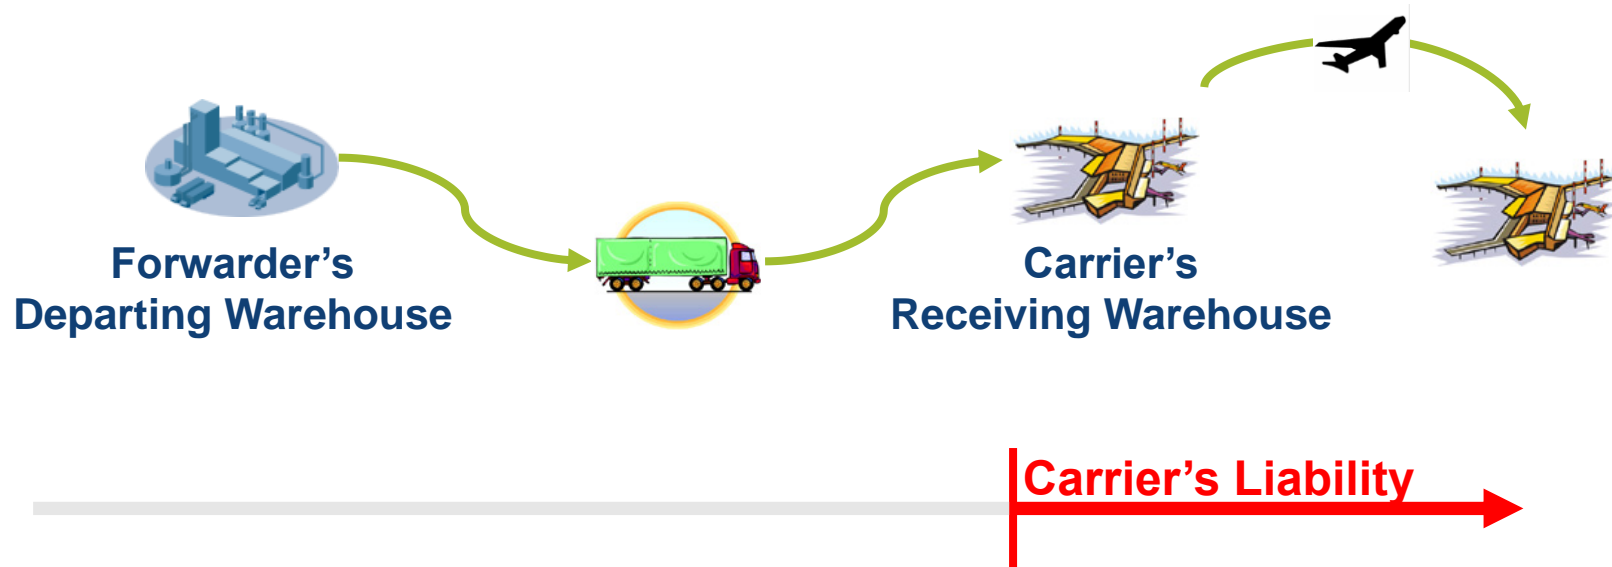 Forwarder’s
Departing Warehouse
Carrier’s
Receiving Warehouse
Carrier’s Liability